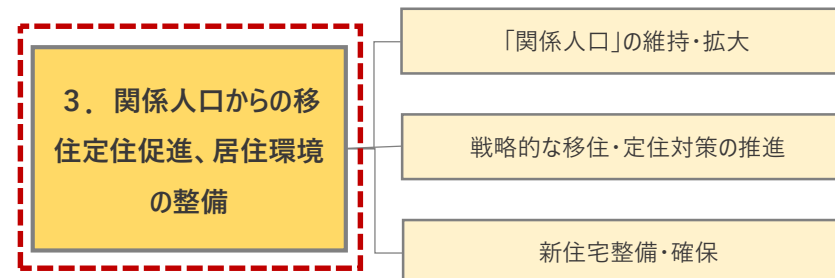 3．関係人口からの移
住定住促進、居住環境
の整備
「関係人口」の維持・拡大
戦略的な移住・定住対策の推進
新住宅整備・確保